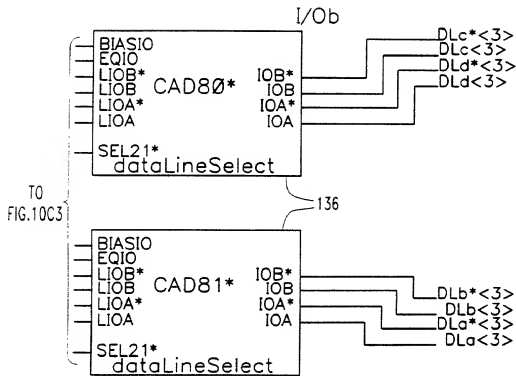 I/Ob
BIASIO
EQIO
LIOB* IOB*
LIOB IOB
LIOA* IOA*
LIOA IOA
CAD8Ø*
SEL21*
dataLineSelect
DLc*<3>
DLc<3>
DLd*<3>
DLd<3>
TO
FIG.10C3
136
BIASIO
EQIO
LIOB* IOB*
LIOB IOB
LIOA* IOA*
LIOA IOA
CAD81*
SEL21*
dataLineSelect
DLb*<3>
DLb<3>
DLa*<3>
DLa<3>